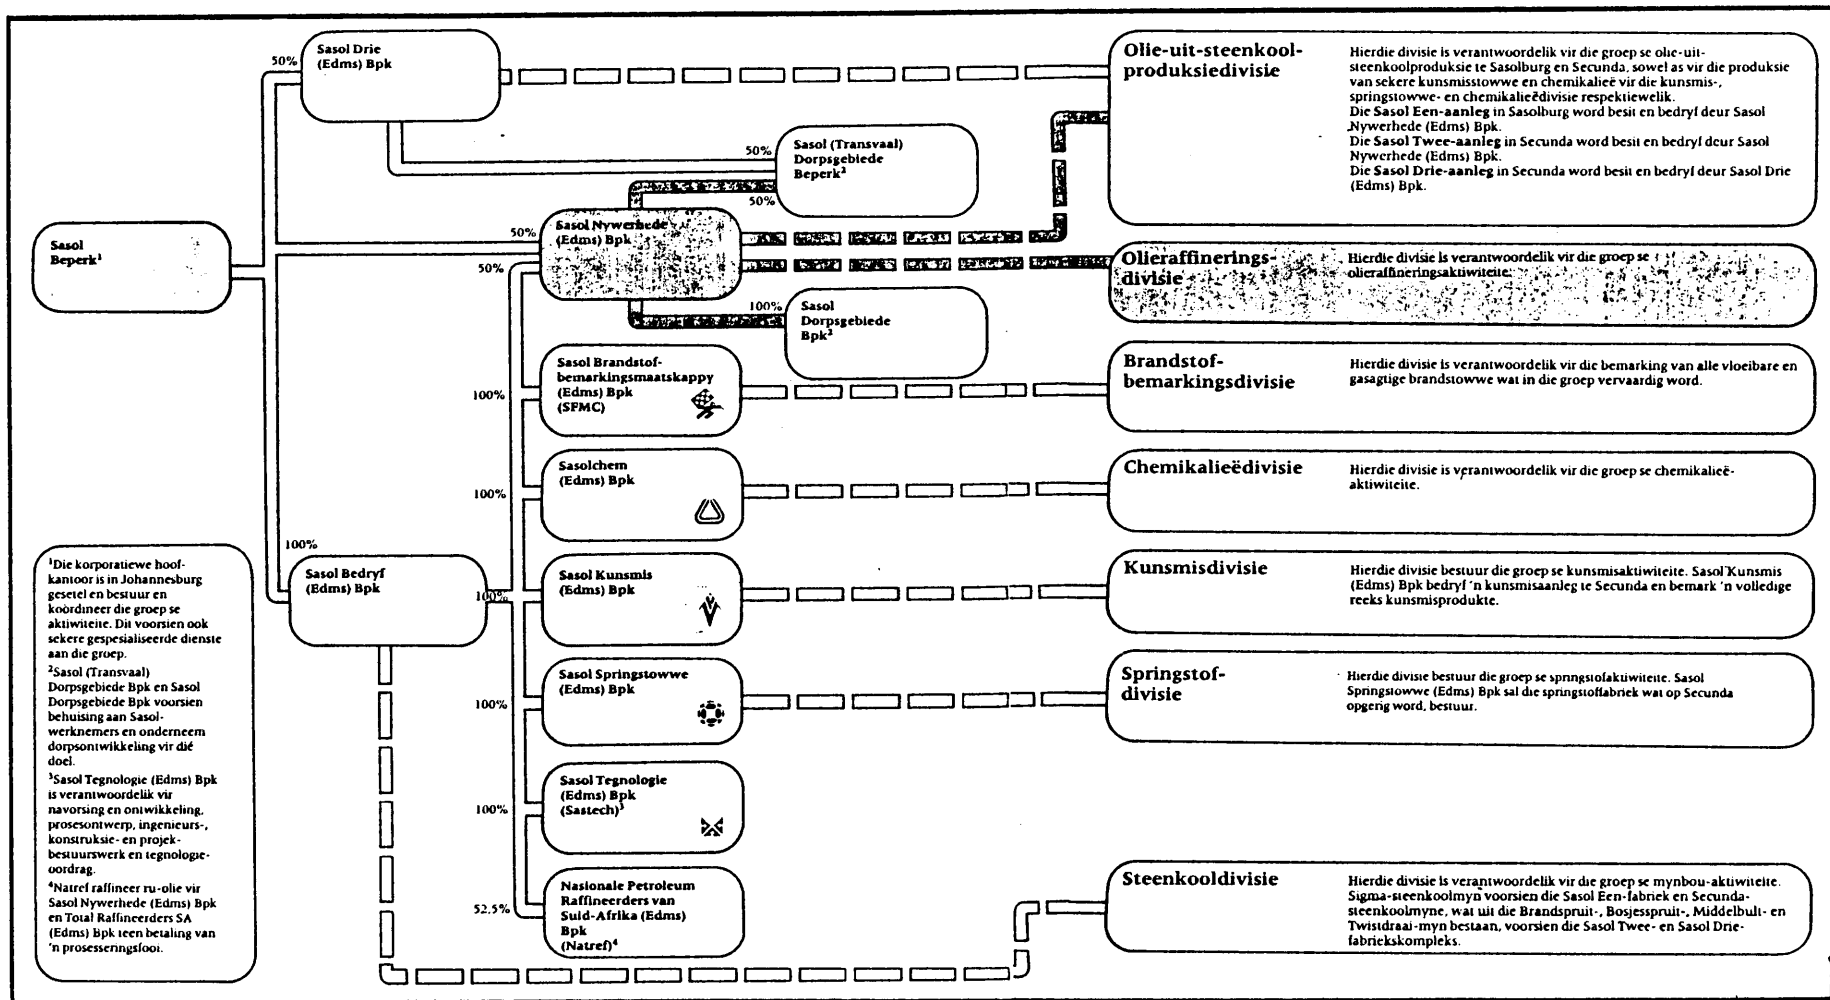 Sasol Drie
(Edms) Bpk
50%
50%
Sasol (Transvaal)
Dorpsgebiede
Beperk²
50%
Sasol
Beperk¹
50%
50%
Sasol Nywerhede
(Edms) Bpk
100%
Sasol
Dorpsgebiede
Bpk²
100%
Sasol Brandstof-
bemarkingsmaatskappy
(Edms) Bpk
(SFMC)
100%
Sasolchem
(Edms) Bpk
100%
Sasol Bedryf
(Edms) Bpk
100%
Sasol Kunsmis
(Edms) Bpk
100%
Sasol Springstowwe
(Edms) Bpk
100%
Sasol Tegnologie
(Edms) Bpk
(Sastech)³
52.5%
Nasionale Petroleum
Raffineerders van
Suid-Afrika (Edms)
Bpk
(Natref)⁴
¹Die korporatiewe hoof-
kantoor is in Johannesburg
gesetel en bestuur en
koördineer die groep se
aktiwiteite. Dit voorsien ook
sekere gespesialiseerde dienste
aan die groep.
²Sasol (Transvaal)
Dorpsgebiede Bpk en Sasol
Dorpsgebiede Bpk voorsien
behuising aan Sasol-
werknemers en onderneem
dorpsontwikkeling vir dié
doel.
³Sasol Tegnologie (Edms) Bpk
is verantwoordelik vir
navorsing en ontwikkeling,
prosesontwerp, ingenieurs-,
konstruksie- en projek-
bestuurswerk en tegnologie-
oordrag.
⁴Natref raffineer ru-olie vir
Sasol Nywerhede (Edms) Bpk
en Total Raffineerders SA
(Edms) Bpk teen betaling van
'n prosesseringsfooi.
Olie-uit-steenkool-
produksiedivisie
Hierdie divisie is verantwoordelik vir die groep se olie-uit-
steenkoolproduksie te Sasolburg en Secunda, sowel as vir die produksie
van sekere kunsmisstowwe en chemikalieë vir die kunsmis-,
springstowwe- en chemikalieëdivisie respektiewelik.
Die Sasol Een-aanleg in Sasolburg word besit en bedryf deur Sasol
Nywerhede (Edms) Bpk.
Die Sasol Twee-aanleg in Secunda word besit en bedryf deur Sasol
Nywerhede (Edms) Bpk.
Die Sasol Drie-aanleg in Secunda word besit en bedryf deur Sasol Drie
(Edms) Bpk.
Olieraffinerings-
divisie
Hierdie divisie is verantwoordelik vir die groep se
olieraffineringsaktiwiteite.
Brandstof-
bemarkingsdivisie
Hierdie divisie is verantwoordelik vir die bemarking van alle vloeibare en
gasagtige brandstowwe wat in die groep vervaardig word.
Chemikalieëdivisie
Hierdie divisie is verantwoordelik vir die groep se chemikalieë-
aktiwiteite.
Kunsmisdivisie
Hierdie divisie bestuur die groep se kunsmisaktiwiteite. Sasol Kunsmis
(Edms) Bpk bedryf 'n kunsmisaanleg te Secunda en bemark 'n volledige
reeks kunsmisprodukte.
Springstof-
divisie
Hierdie divisie bestuur die groep se springstofaktiwiteite. Sasol
Springstowwe (Edms) Bpk sal die springstoffabriek wat op Secunda
opgerig word, bestuur.
Steenkooldivisie
Hierdie divisie is verantwoordelik vir die groep se mynbou-aktiwiteite.
Sigma-steenkoolmyn voorsien die Sasol Een-fabriek en Secunda-
steenkoolmyne, wat uit die Brandspruit-, Bosjesspruit-, Middelbult- en
Twistdraai-myn bestaan, voorsien die Sasol Twee- en Sasol Drie-
fabriekskompleks.